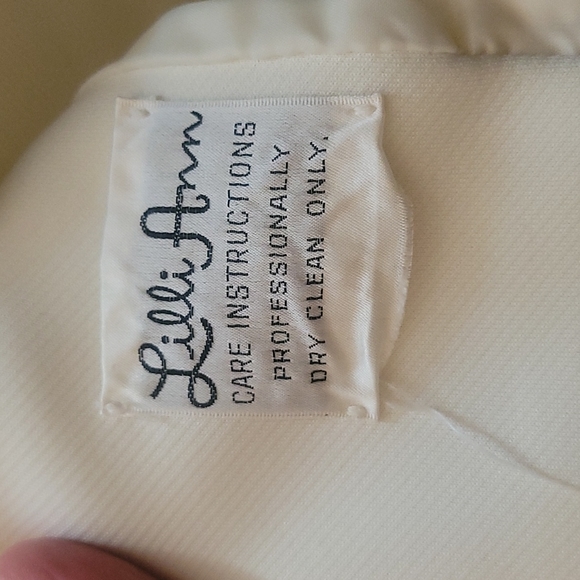 Lilli Ann
CARE INSTRUCTIONS
PROFESSIONALLY
DRY CLEAN ONLY.